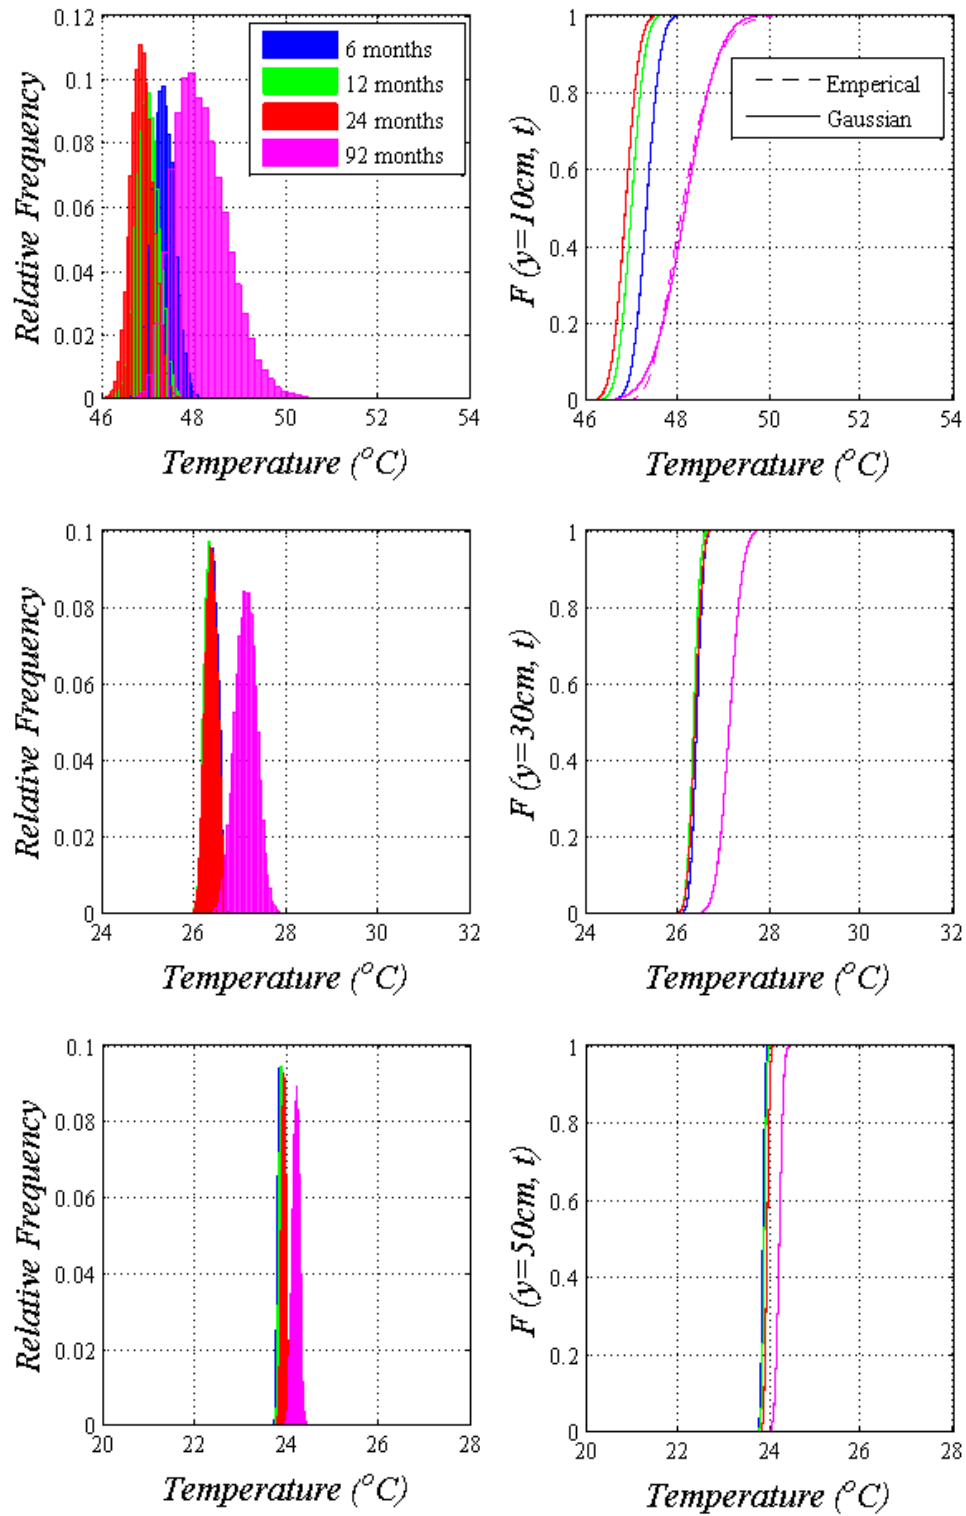 0.12
0.1
0.08
0.06
0.04
0.02
0
46 48 50 52 54
Relative Frequency
Temperature (°C)
6 months
12 months
24 months
92 months
1
0.8
0.6
0.4
0.2
0
46 48 50 52 54
F (y=10cm, t)
Temperature (°C)
Emperical
Gaussian
0.1
0.08
0.06
0.04
0.02
0
24 26 28 30 32
Relative Frequency
Temperature (°C)
1
0.8
0.6
0.4
0.2
0
24 26 28 30 32
F (y=30cm, t)
Temperature (°C)
0.1
0.08
0.06
0.04
0.02
0
20 22 24 26 28
Relative Frequency
Temperature (°C)
1
0.8
0.6
0.4
0.2
0
20 22 24 26 28
F (y=50cm, t)
Temperature (°C)